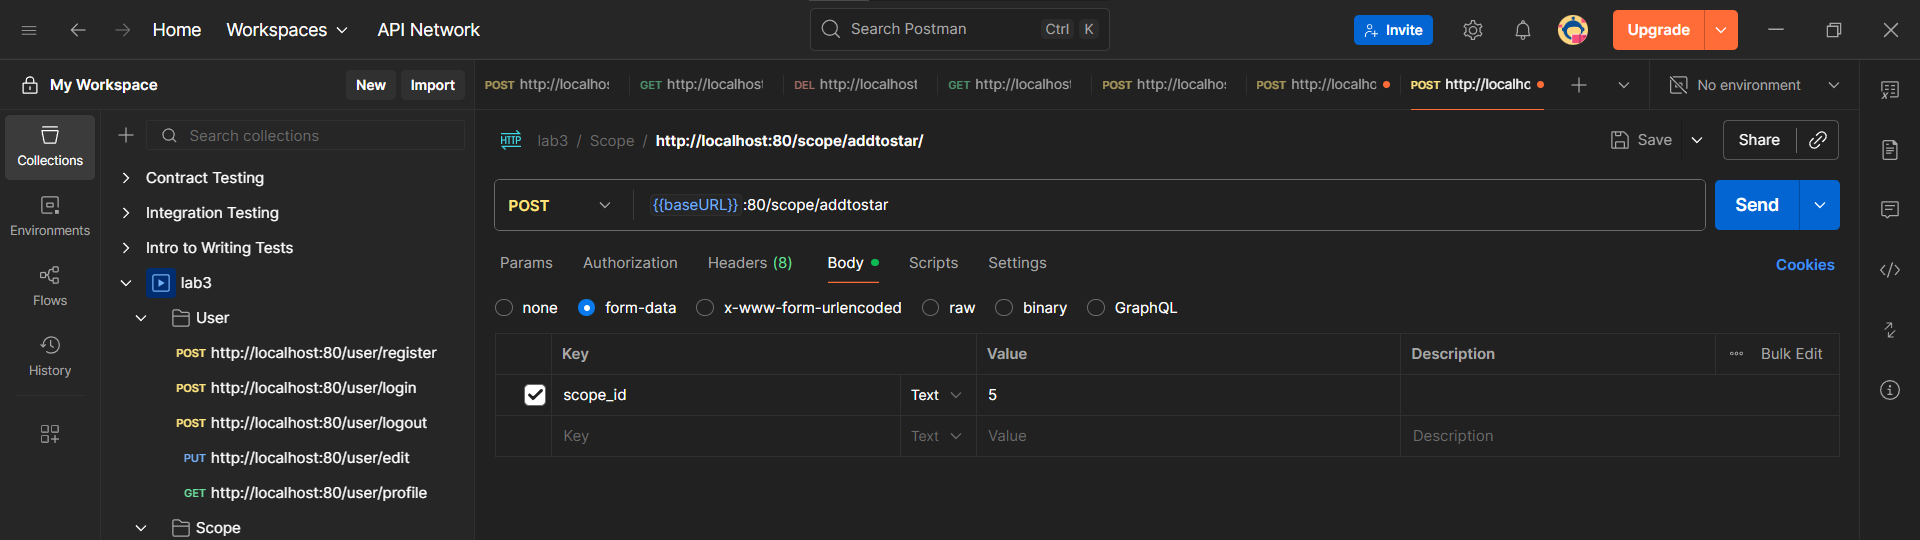 Home Workspaces API Network Search Postman Ctrl K Invite Upgrade
My Workspace New Import POST http://localhos GET http://localhost DEL http://localhost GET http://localhost POST http://localhos POST http://localho POST http://localho No environment
Collections
Environments
Flows
History
Search collections
Contract Testing
Integration Testing
Intro to Writing Tests
lab3
User
POST http://localhost:80/user/register
POST http://localhost:80/user/login
POST http://localhost:80/user/logout
PUT http://localhost:80/user/edit
GET http://localhost:80/user/profile
Scope
HTTP lab3 / Scope / http://localhost:80/scope/addtostar/ Save Share
POST {{baseURL}} :80/scope/addtostar Send
Params Authorization Headers (8) Body Scripts Settings Cookies
none form-data x-www-form-urlencoded raw binary GraphQL
Key Value Description Bulk Edit
scope_id Text 5
Key Text Value Description